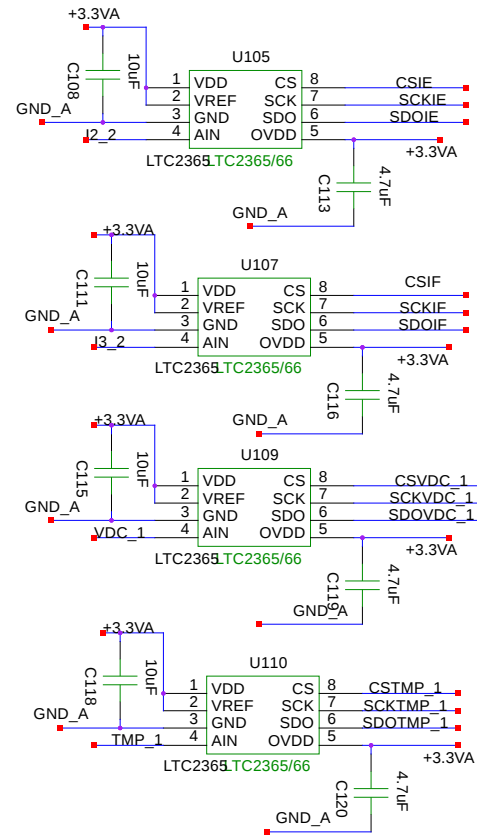 +3.3VA
U105
C108
10uF
1 VDD CS 8 CSIE
2 VREF SCK 7 SCKIE
GND_A 3 GND SDO 6 SDOIE
I2_2 4 AIN OVDD 5 +3.3VA
LTC2365 LTC2365/66
C113
4.7uF
GND_A
+3.3VA
U107
C111
10uF
1 VDD CS 8 CSIF
2 VREF SCK 7 SCKIF
GND_A 3 GND SDO 6 SDOIF
I3_2 4 AIN OVDD 5 +3.3VA
LTC2365 LTC2365/66
C116
4.7uF
GND_A
+3.3VA
U109
C115
10uF
1 VDD CS 8 CSVDC_1
2 VREF SCK 7 SCKVDC_1
GND_A 3 GND SDO 6 SDOVDC_1
VDC_1 4 AIN OVDD 5 +3.3VA
LTC2365 LTC2365/66
C119
4.7uF
GND_A
+3.3VA
U110
C118
10uF
1 VDD CS 8 CSTMP_1
2 VREF SCK 7 SCKTMP_1
GND_A 3 GND SDO 6 SDOTMP_1
TMP_1 4 AIN OVDD 5 +3.3VA
LTC2365 LTC2365/66
C120
4.7uF
GND_A